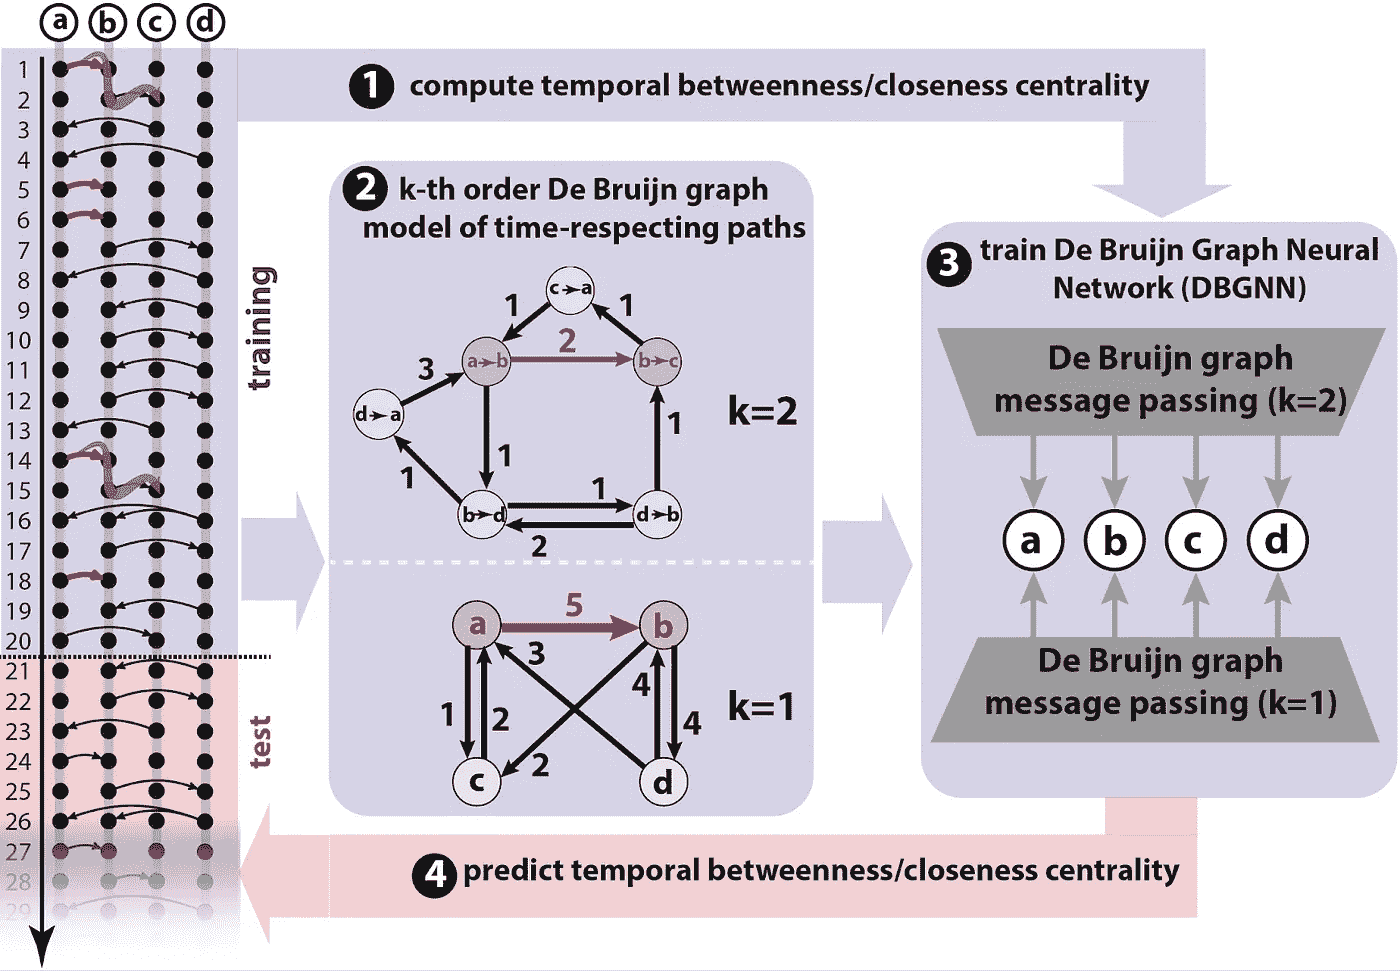 a b c d
1
2
3
4
5
6
7
8
9
10
11
12
13
14
15
16
17
18
19
20
21
22
23
24
25
26
27
28
29
training
test
1 compute temporal betweenness/closeness centrality
2 k-th order De Bruijn graph
model of time-respecting paths
c→a
1 1
2
a→b b→c
3
d→a
k=2
1
1
1
1
b→d d→b
2
5
a b
3
4
k=1
1 2 4
2
c d
3 train De Bruijn Graph Neural
Network (DBGNN)
De Bruijn graph
message passing (k=2)
a b c d
De Bruijn graph
message passing (k=1)
4 predict temporal betweenness/closeness centrality